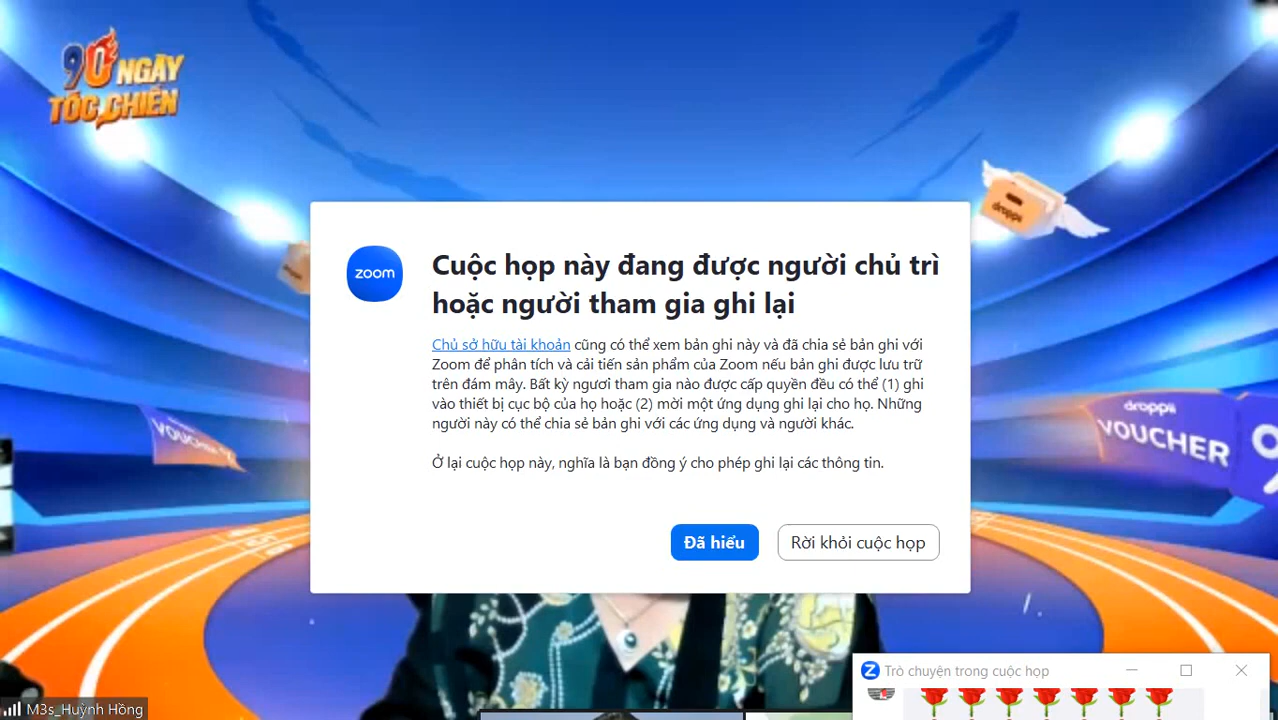 90 NGÀY
TỐC CHIẾN
droppii
zoom
Cuộc họp này đang được người chủ trì
hoặc người tham gia ghi lại
Chủ sở hữu tài khoản cũng có thể xem bản ghi này và đã chia sẻ bản ghi với
Zoom để phân tích và cải tiến sản phẩm của Zoom nếu bản ghi được lưu trữ
trên đám mây. Bất kỳ ngươi tham gia nào được cấp quyền đều có thể (1) ghi
vào thiết bị cục bộ của họ hoặc (2) mời một ứng dụng ghi lại cho họ. Những
người này có thể chia sẻ bản ghi với các ứng dụng và người khác.
Ở lại cuộc họp này, nghĩa là bạn đồng ý cho phép ghi lại các thông tin.
Đã hiểu
Rời khỏi cuộc họp
VOUCHER
droppii
VOUCHER
Trò chuyện trong cuộc họp
M3s_Huỳnh Hồng